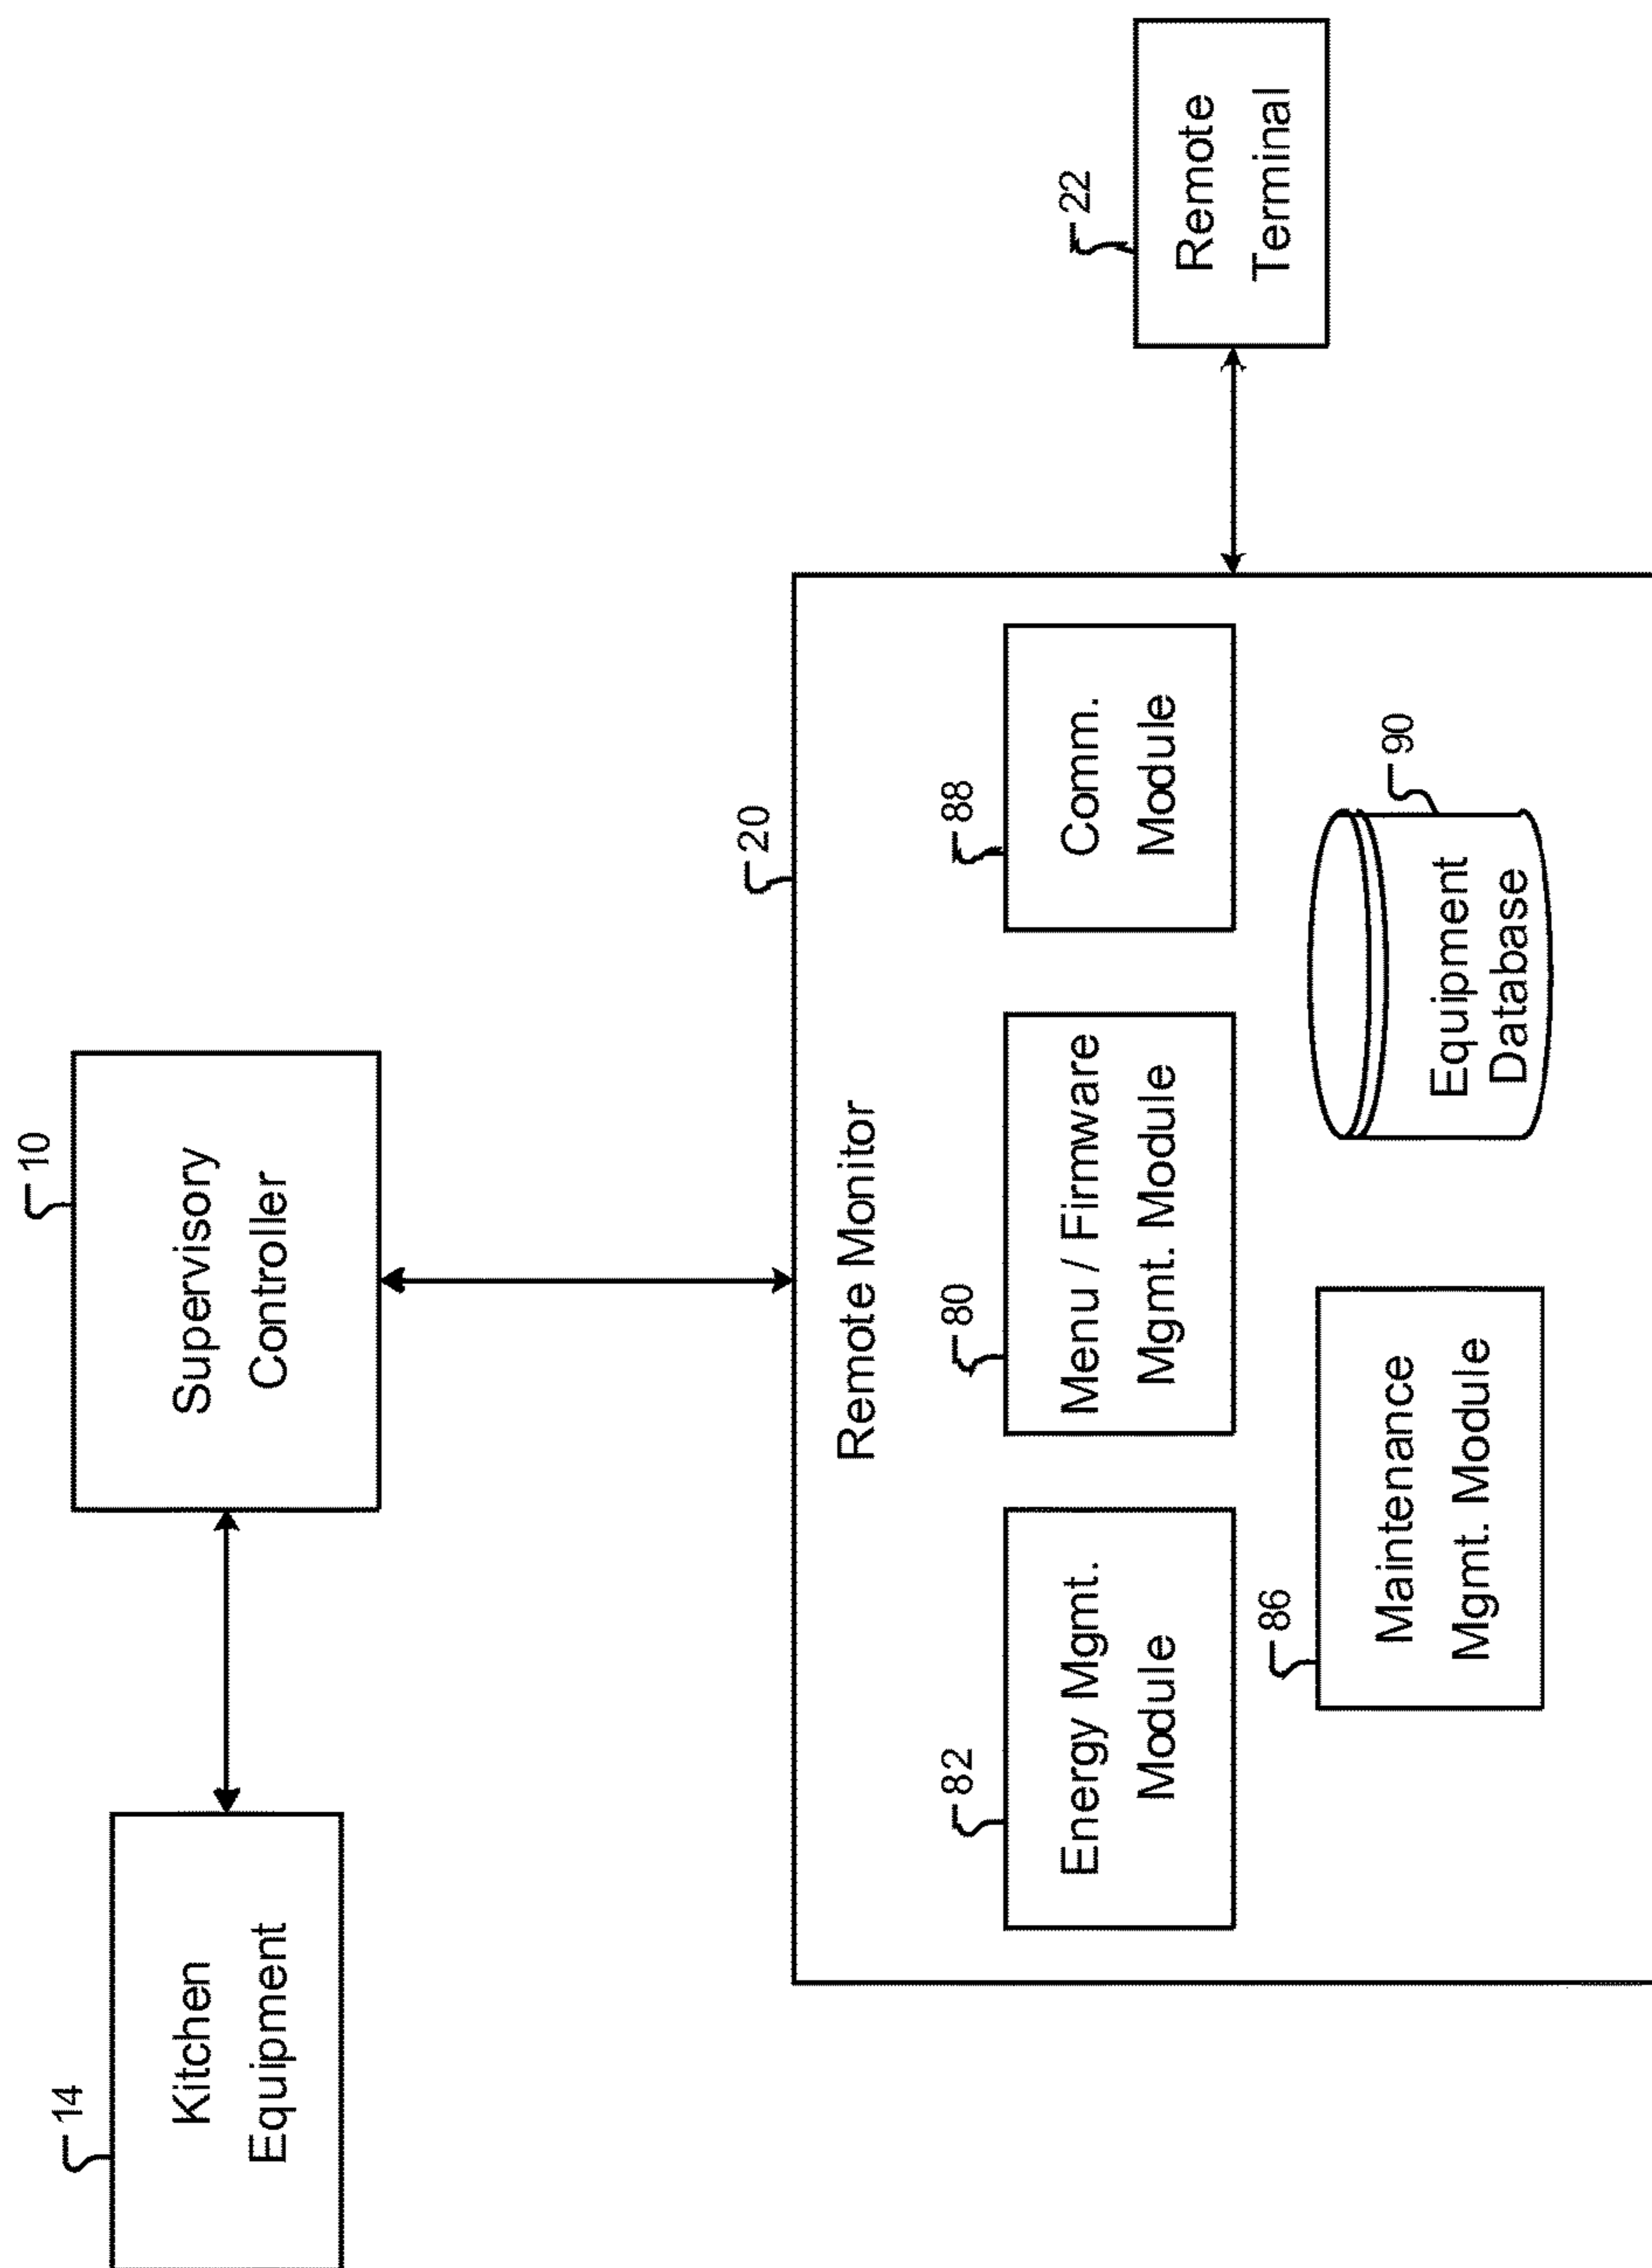 10
14
Kitchen
Equipment
Supervisory
Controller
20
Remote Monitor
82
80
88
22
Energy Mgmt.
Module
Menu / Firmware
Mgmt. Module
Comm.
Module
Remote
Terminal
86
Maintenance
Mgmt. Module
90
Equipment
Database